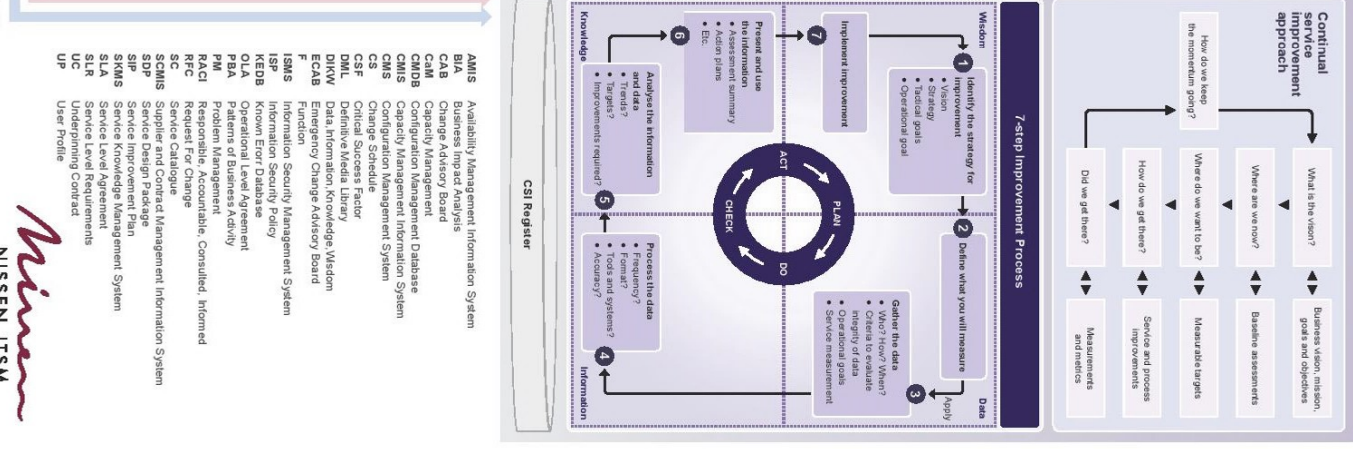 Continual
service
improvement
approach
How do we keep
the momentum going?
What is the vision?
Business vision, mission,
goals and objectives
Where are we now?
Baseline assessments
Where do we want to be?
Measurable targets
How do we get there?
Service and process
improvements
Did we get there?
Measurements
and metrics
7-step Improvement Process
Wisdom
1
Identify the strategy for
improvement
• Vision
• Strategy
• Tactical goals
• Operational goal
2
Define what you will measure
Data
Apply
3
Gather the data
• Who? How? When?
• Criteria to evaluate
integrity of data
• Operational goals
• Service measurement
7
Implement improvement
PLAN
DO
CHECK
ACT
6
Present and use
the information
• Assessment summary
• Action plans
• Etc.
Knowledge
Analyse the information
and data
• Trends?
• Targets?
• Improvements required?
5
Process the data
• Frequency?
• Format?
• Tools and systems?
• Accuracy?
4
Information
CSI Register
AMIS Availability Management Information System
BIA Business Impact Analysis
CAB Change Advisory Board
CaM Capacity Management
CMDB Configuration Management Database
CMIS Capacity Management Information System
CMS Configuration Management System
CS Change Schedule
CSF Critical Success Factor
DML Definitive Media Library
DIKW Data,Information,Knowledge,Wisdom
ECAB Emergency Change Advisory Board
F Function
ISMS Information Security Management System
ISP Information Security Policy
KEDB Known Erorr Database
OLA Operational Level Agreement
PBA Patterns of Business Activity
PM Problem Management
RACI Responsible, Accountable, Consulted, Informed
RFC Request For Change
SC Service Catalogue
SCMIS Supplier and Contract Management Information System
SDP Service Design Package
SIP Service Improvement Plan
SKMS Service Knowledge Management System
SLA Service Level Agreement
SLR Service Level Requirements
UC Underpinning Contract
UP User Profile
Nissen
NISSEN ITSM